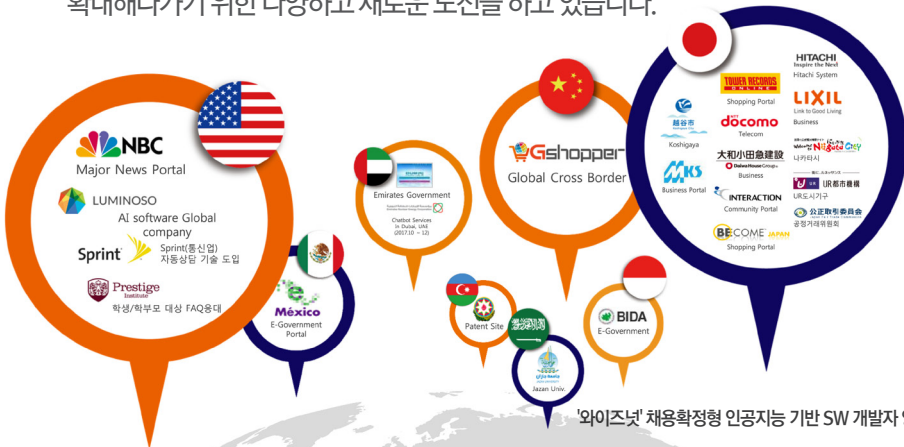 확대해나가기 위한 다양하고 새로운 도전을 하고 있습니다.
NBC
Major News Portal
LUMINOSO
AI software Global
company
Sprint
Sprint(통신업)
자동상담 기술 도입
Prestige
Institute
학생/학부모 대상 FAQ응대
México
E-Government
Portal
Emirates Government
Chatbot Services
in Dubai, UAE
(2017.10 ~ 12)
Gshopper
Global Cross Border
Patent Site
Jazan Univ.
BIDA
E-Government
越谷市
Koshigaya
MKS
Business Portal
TOWER RECORDS
ONLINE
Shopping Portal
docomo
Telecom
大和小田急建設
Daiwa House Group
Business
INTERACTION
Community Portal
BECOME JAPAN
Shopping Portal
HITACHI
Inspire the Next
Hitachi System
LIXIL
Link to Good Living
Business
Welcome Niigata City
나카타시
UR都市機構
UR도시기구
公正取引委員会
공정거래위원회
'와이즈넛' 채용확정형 인공지능 기반 SW 개발자